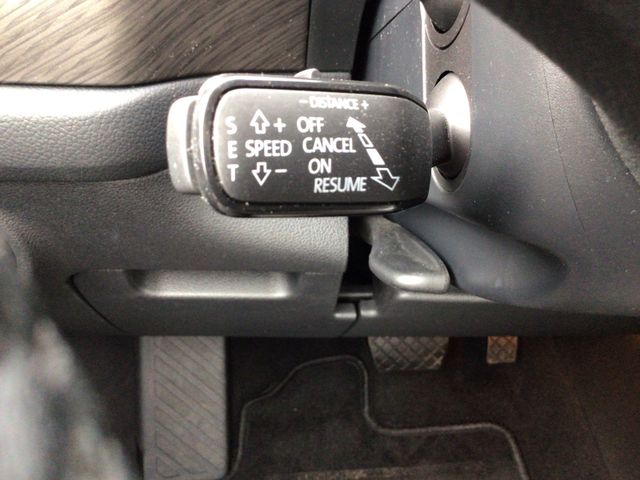 - DISTANCE +
S + OFF
E SPEED CANCEL
T - ON
RESUME